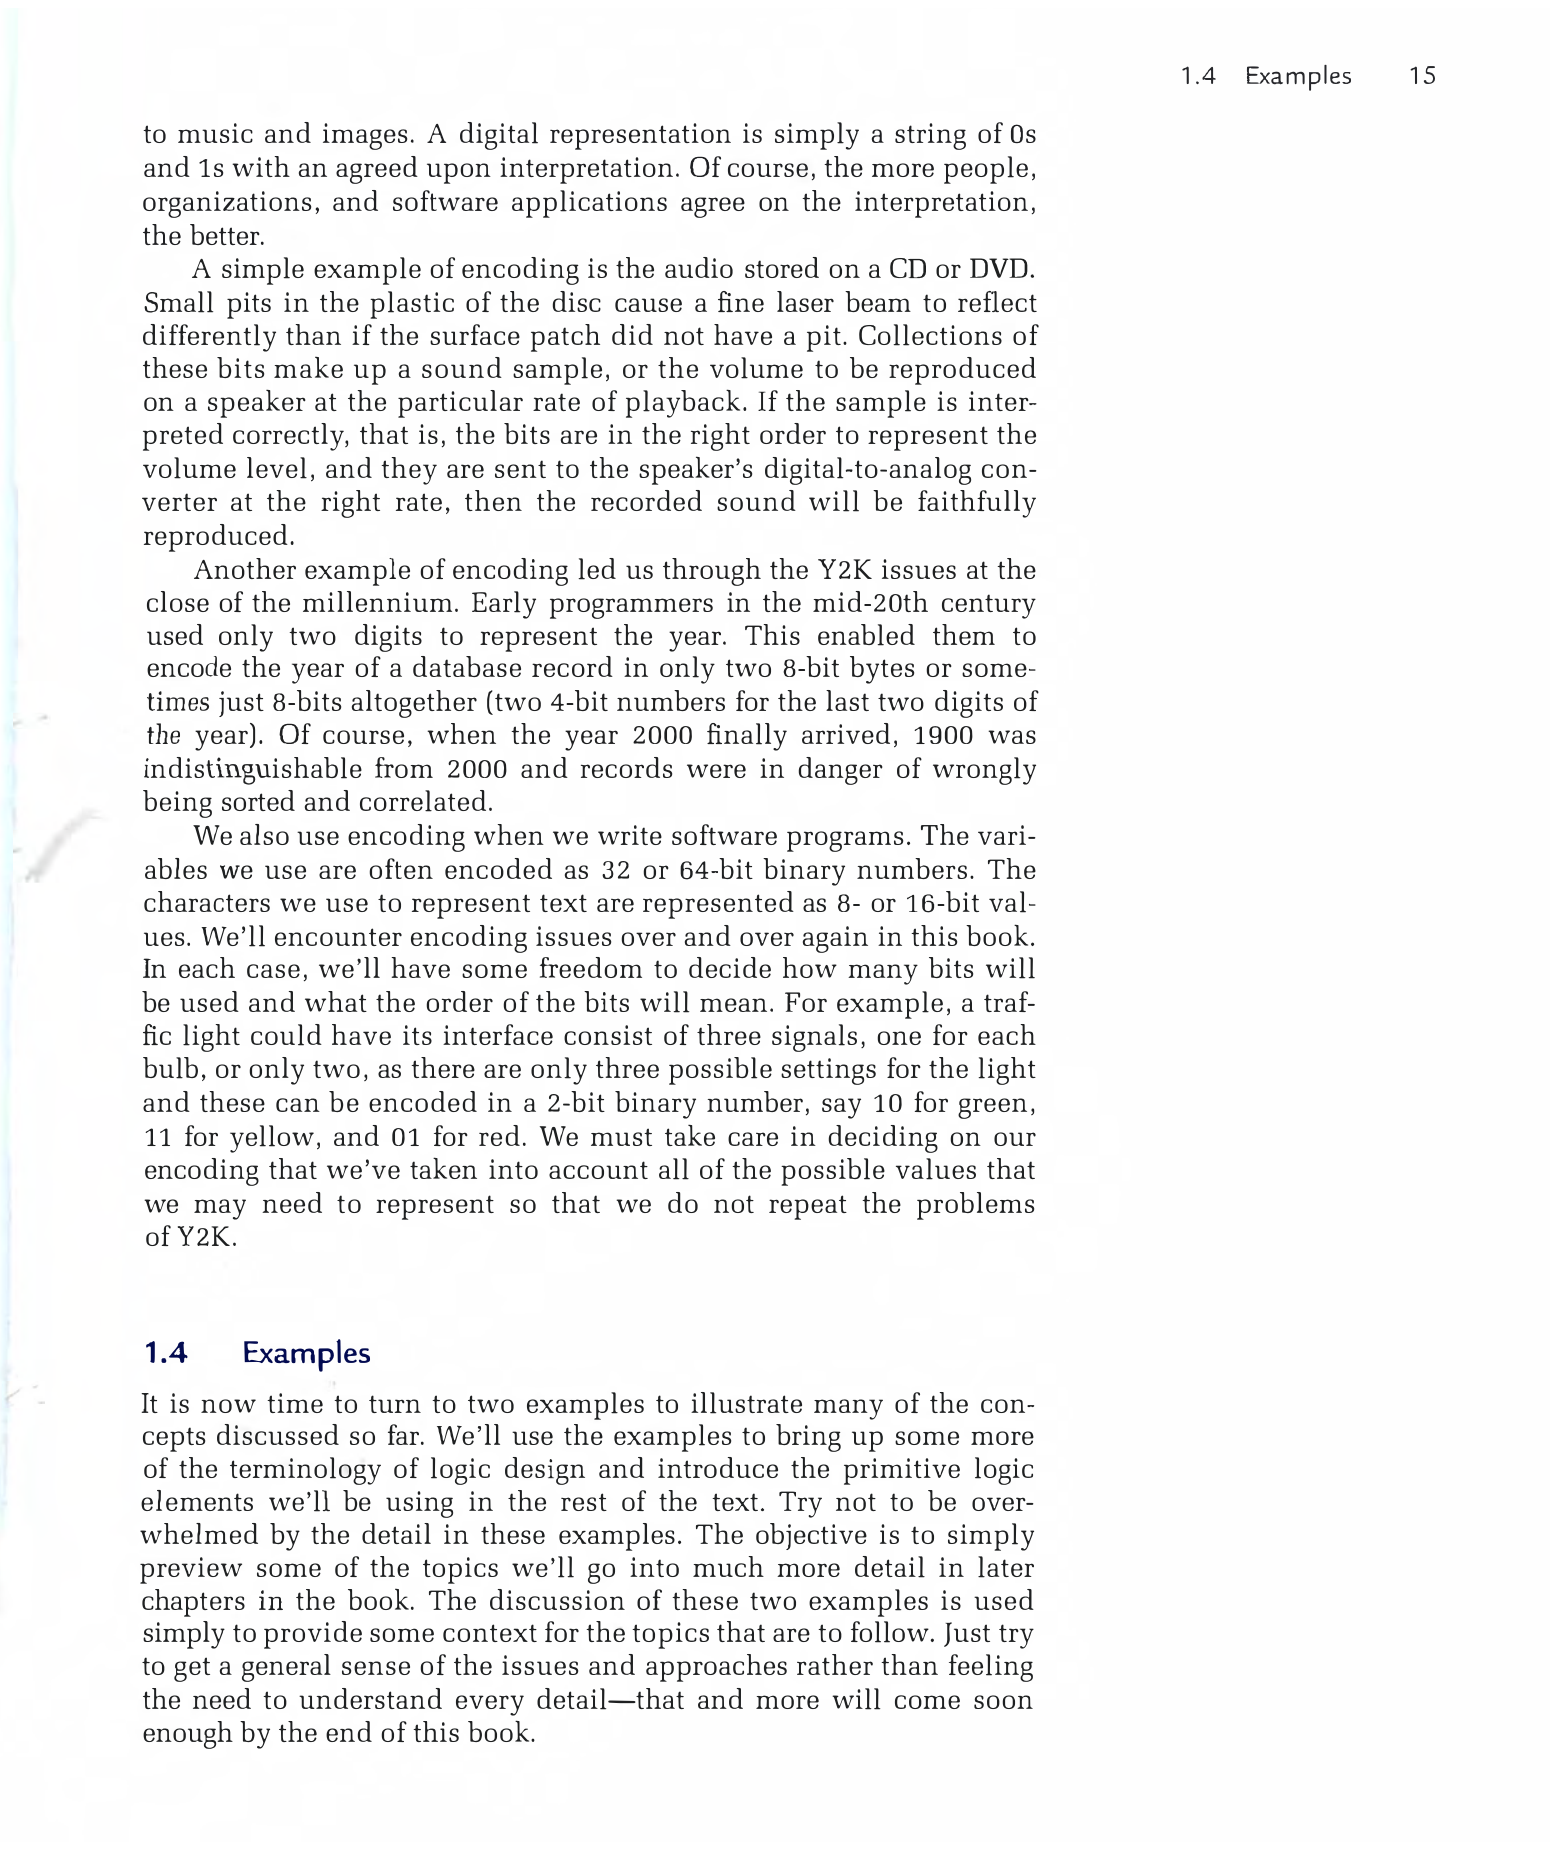 1.4 Examples 15
to music and images. A digital representation is simply a string of 0s
and 1s with an agreed upon interpretation. Of course, the more people,
organizations, and software applications agree on the interpretation,
the better.
A simple example of encoding is the audio stored on a CD or DVD.
Small pits in the plastic of the disc cause a fine laser beam to reflect
differently than if the surface patch did not have a pit. Collections of
these bits make up a sound sample, or the volume to be reproduced
on a speaker at the particular rate of playback. If the sample is inter-
preted correctly, that is, the bits are in the right order to represent the
volume level, and they are sent to the speaker's digital-to-analog con-
verter at the right rate, then the recorded sound will be faithfully
reproduced.
Another example of encoding led us through the Y2K issues at the
close of the millennium. Early programmers in the mid-20th century
used only two digits to represent the year. This enabled them to
encode the year of a database record in only two 8-bit bytes or some-
times just 8-bits altogether (two 4-bit numbers for the last two digits of
the year). Of course, when the year 2000 finally arrived, 1900 was
indistinguishable from 2000 and records were in danger of wrongly
being sorted and correlated.
We also use encoding when we write software programs. The vari-
ables we use are often encoded as 32 or 64-bit binary numbers. The
characters we use to represent text are represented as 8- or 16-bit val-
ues. We'll encounter encoding issues over and over again in this book.
In each case, we'll have some freedom to decide how many bits will
be used and what the order of the bits will mean. For example, a traf-
fic light could have its interface consist of three signals, one for each
bulb, or only two, as there are only three possible settings for the light
and these can be encoded in a 2-bit binary number, say 10 for green,
11 for yellow, and 01 for red. We must take care in deciding on our
encoding that we've taken into account all of the possible values that
we may need to represent so that we do not repeat the problems
of Y2K.
1.4 Examples
It is now time to turn to two examples to illustrate many of the con-
cepts discussed so far. We'll use the examples to bring up some more
of the terminology of logic design and introduce the primitive logic
elements we'll be using in the rest of the text. Try not to be over-
whelmed by the detail in these examples. The objective is to simply
preview some of the topics we'll go into much more detail in later
chapters in the book. The discussion of these two examples is used
simply to provide some context for the topics that are to follow. Just try
to get a general sense of the issues and approaches rather than feeling
the need to understand every detail—that and more will come soon
enough by the end of this book.